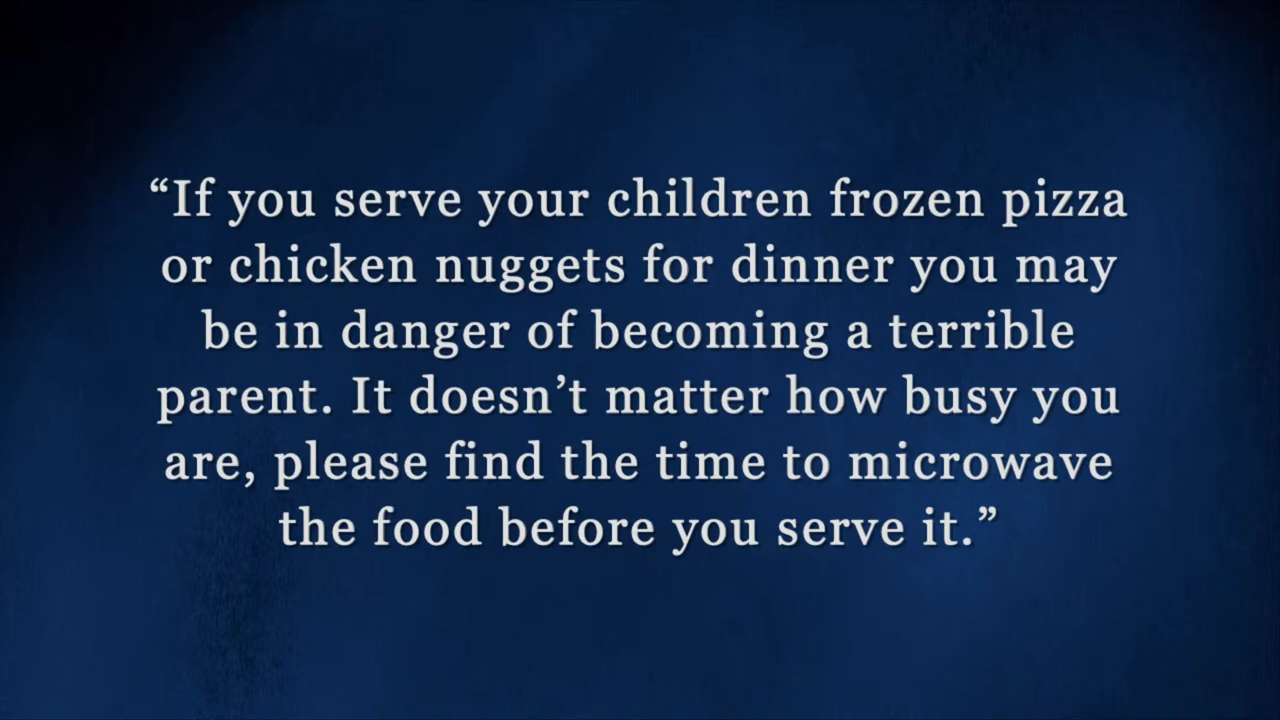 “If you serve your children frozen pizza
or chicken nuggets for dinner you may
be in danger of becoming a terrible
parent. It doesn’t matter how busy you
are, please find the time to microwave
the food before you serve it.”